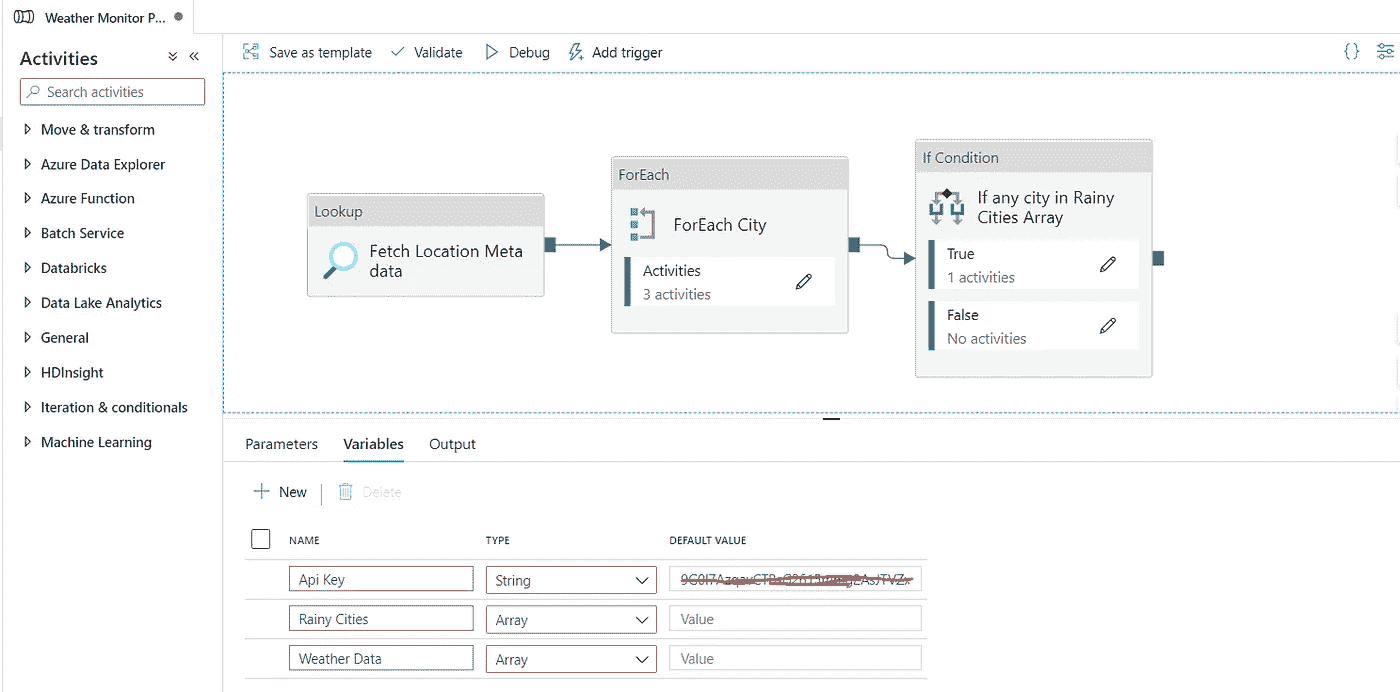 Weather Monitor P...
Activities
Search activities
Move & transform
Azure Data Explorer
Azure Function
Batch Service
Databricks
Data Lake Analytics
General
HDInsight
Iteration & conditionals
Machine Learning
Save as template Validate Debug Add trigger
Lookup
Fetch Location Meta
data
ForEach
ForEach City
Activities
3 activities
If Condition
If any city in Rainy
Cities Array
True
1 activities
False
No activities
Parameters Variables Output
New Delete
NAME TYPE DEFAULT VALUE
Api Key String
Rainy Cities Array Value
Weather Data Array Value